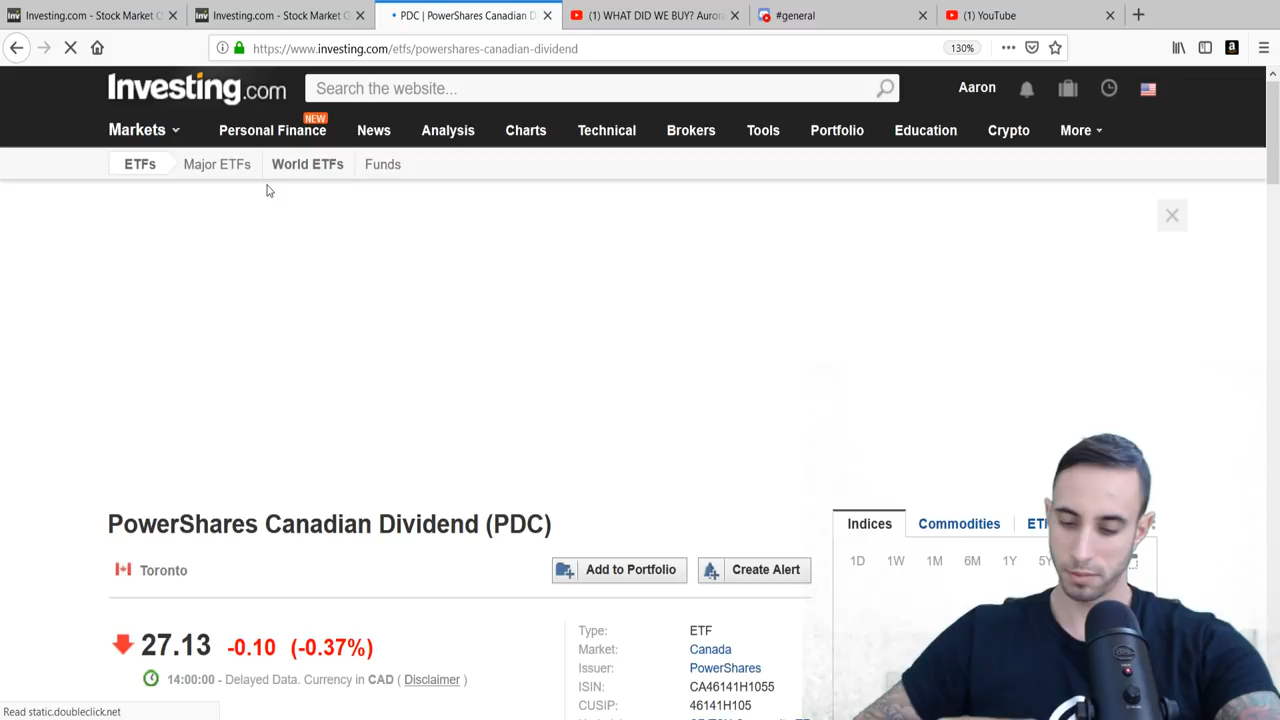 Investing.com - Stock Market Q
Investing.com - Stock Market Q
PDC | PowerShares Canadian D
(1) WHAT DID WE BUY? Auror
#general
(1) YouTube
https://www.investing.com/etfs/powershares-canadian-dividend
130%
Investing.com
Search the website...
Aaron
Markets
NEW
Personal Finance
News
Analysis
Charts
Technical
Brokers
Tools
Portfolio
Education
Crypto
More
ETFs
Major ETFs
World ETFs
Funds
PowerShares Canadian Dividend (PDC)
Toronto
Add to Portfolio
Create Alert
Indices
Commodities
1D
1W
1M
6M
1Y
27.13 -0.10 (-0.37%)
14:00:00 - Delayed Data. Currency in CAD ( Disclaimer )
Type: ETF
Market: Canada
Issuer: PowerShares
ISIN: CA46141H1055
CUSIP: 46141H105
Read static.doubleclick.net